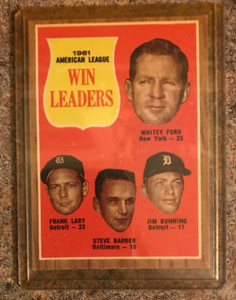 1961
AMERICAN LEAGUE
WIN
LEADERS
WHITEY FORD
New York — 25
FRANK LARY
Detroit — 23
JIM BUNNING
Detroit — 17
STEVE BARBER
Baltimore — 18